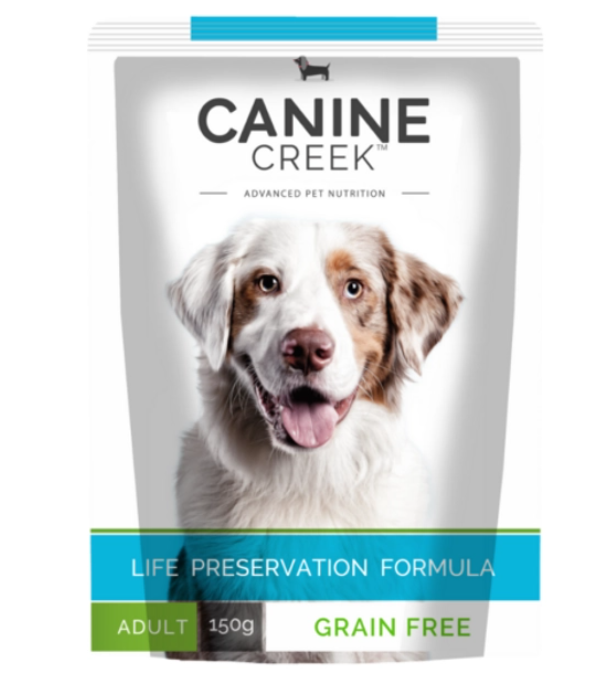 CANINE
CREEK™
ADVANCED PET NUTRITION
LIFE PRESERVATION FORMULA
ADULT 150g GRAIN FREE